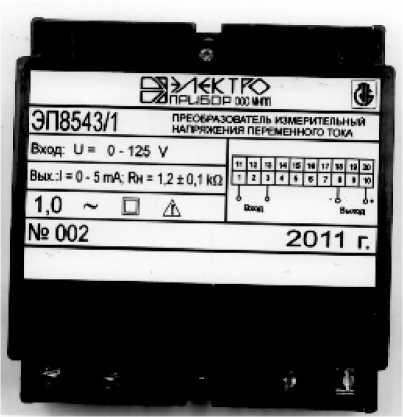 ЭЛЕКТРО
ПРИБОР ООО МНПП
ЭП8543/1
ПРЕОБРАЗОВАТЕЛЬ ИЗМЕРИТЕЛЬНЫЙ
НАПРЯЖЕНИЯ ПЕРЕМЕННОГО ТОКА
Вход: U = 0 - 125 V
Вых.: I = 0 - 5 mA; Rн = 1,2 ± 0,1 kΩ
11 12 13 14 15 16 17 18 19 20
1 2 3 4 5 6 7 8 9 10
- +
Вход Выход
1,0 ~
№ 002
2011 г.